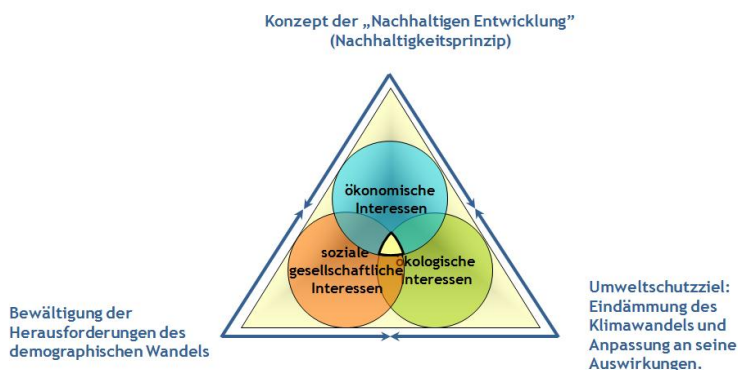 Konzept der „Nachhaltigen Entwicklung”
(Nachhaltigkeitsprinzip)
ökonomische
Interessen
soziale
gesellschaftliche
Interessen
ökologische
Interessen
Bewältigung der
Herausforderungen des
demographischen Wandels
Umweltschutzziel:
Eindämmung des
Klimawandels und
Anpassung an seine
Auswirkungen.